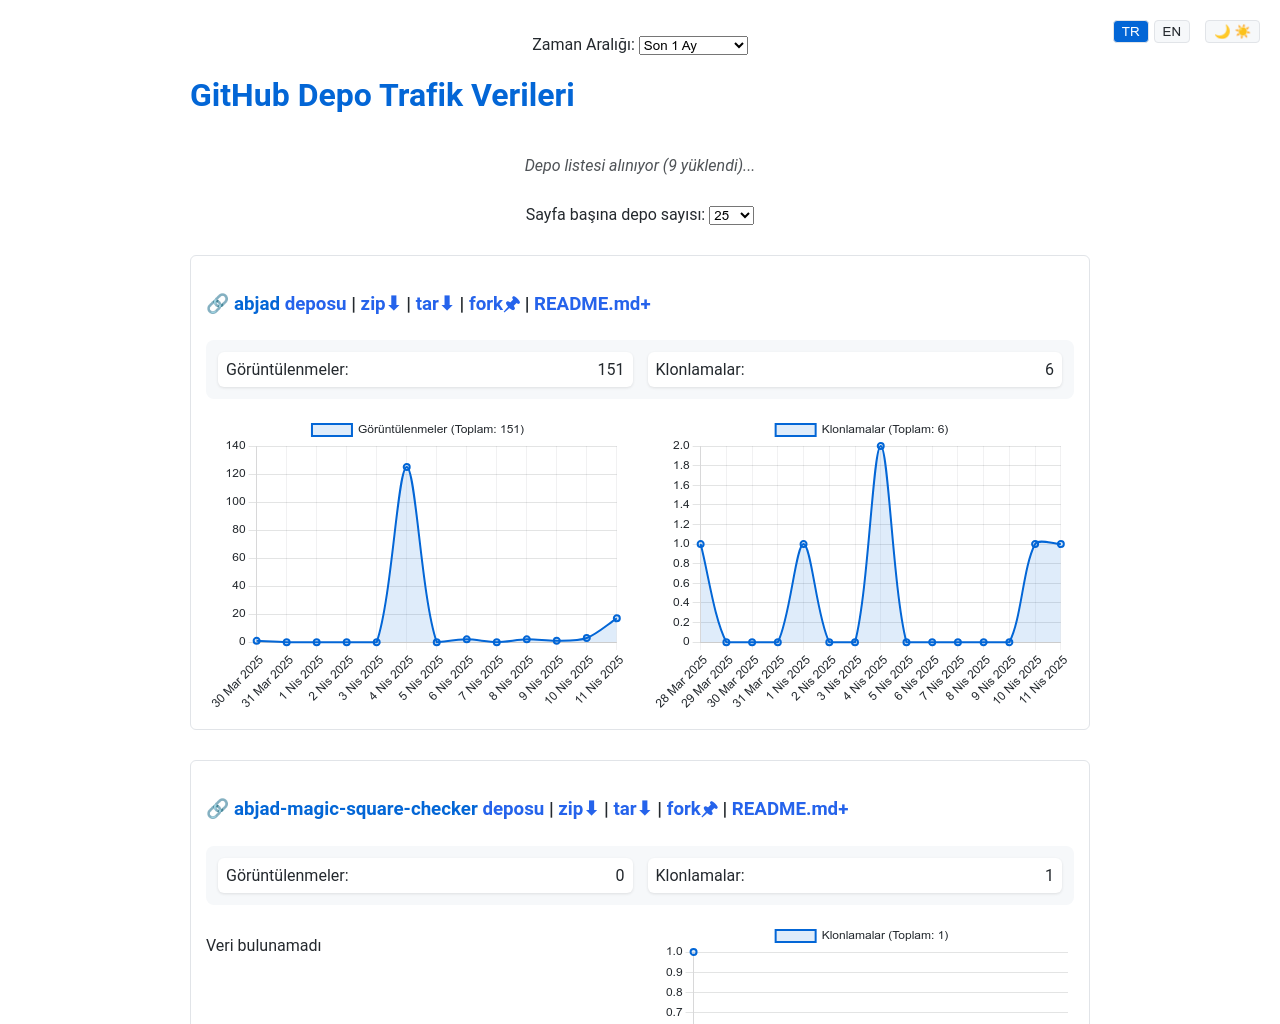 TR EN 🌙 ☀️
Zaman Aralığı: Son 1 Ay
GitHub Depo Trafik Verileri
Depo listesi alınıyor (9 yüklendi)...
Sayfa başına depo sayısı: 25
🔗 abjad deposu | zip⬇ | tar⬇ | fork📌 | README.md+
Görüntülenmeler: 151
Klonlamalar: 6
Görüntülenmeler (Toplam: 151)
140
120
100
80
60
40
20
0
30 Mar 2025
31 Mar 2025
1 Nis 2025
2 Nis 2025
3 Nis 2025
4 Nis 2025
5 Nis 2025
6 Nis 2025
7 Nis 2025
8 Nis 2025
9 Nis 2025
10 Nis 2025
11 Nis 2025
Klonlamalar (Toplam: 6)
2.0
1.8
1.6
1.4
1.2
1.0
0.8
0.6
0.4
0.2
0
28 Mar 2025
29 Mar 2025
30 Mar 2025
31 Mar 2025
1 Nis 2025
2 Nis 2025
3 Nis 2025
4 Nis 2025
5 Nis 2025
6 Nis 2025
7 Nis 2025
8 Nis 2025
9 Nis 2025
10 Nis 2025
11 Nis 2025
🔗 abjad-magic-square-checker deposu | zip⬇ | tar⬇ | fork📌 | README.md+
Görüntülenmeler: 0
Klonlamalar: 1
Veri bulunamadı
Klonlamalar (Toplam: 1)
1.0
0.9
0.8
0.7